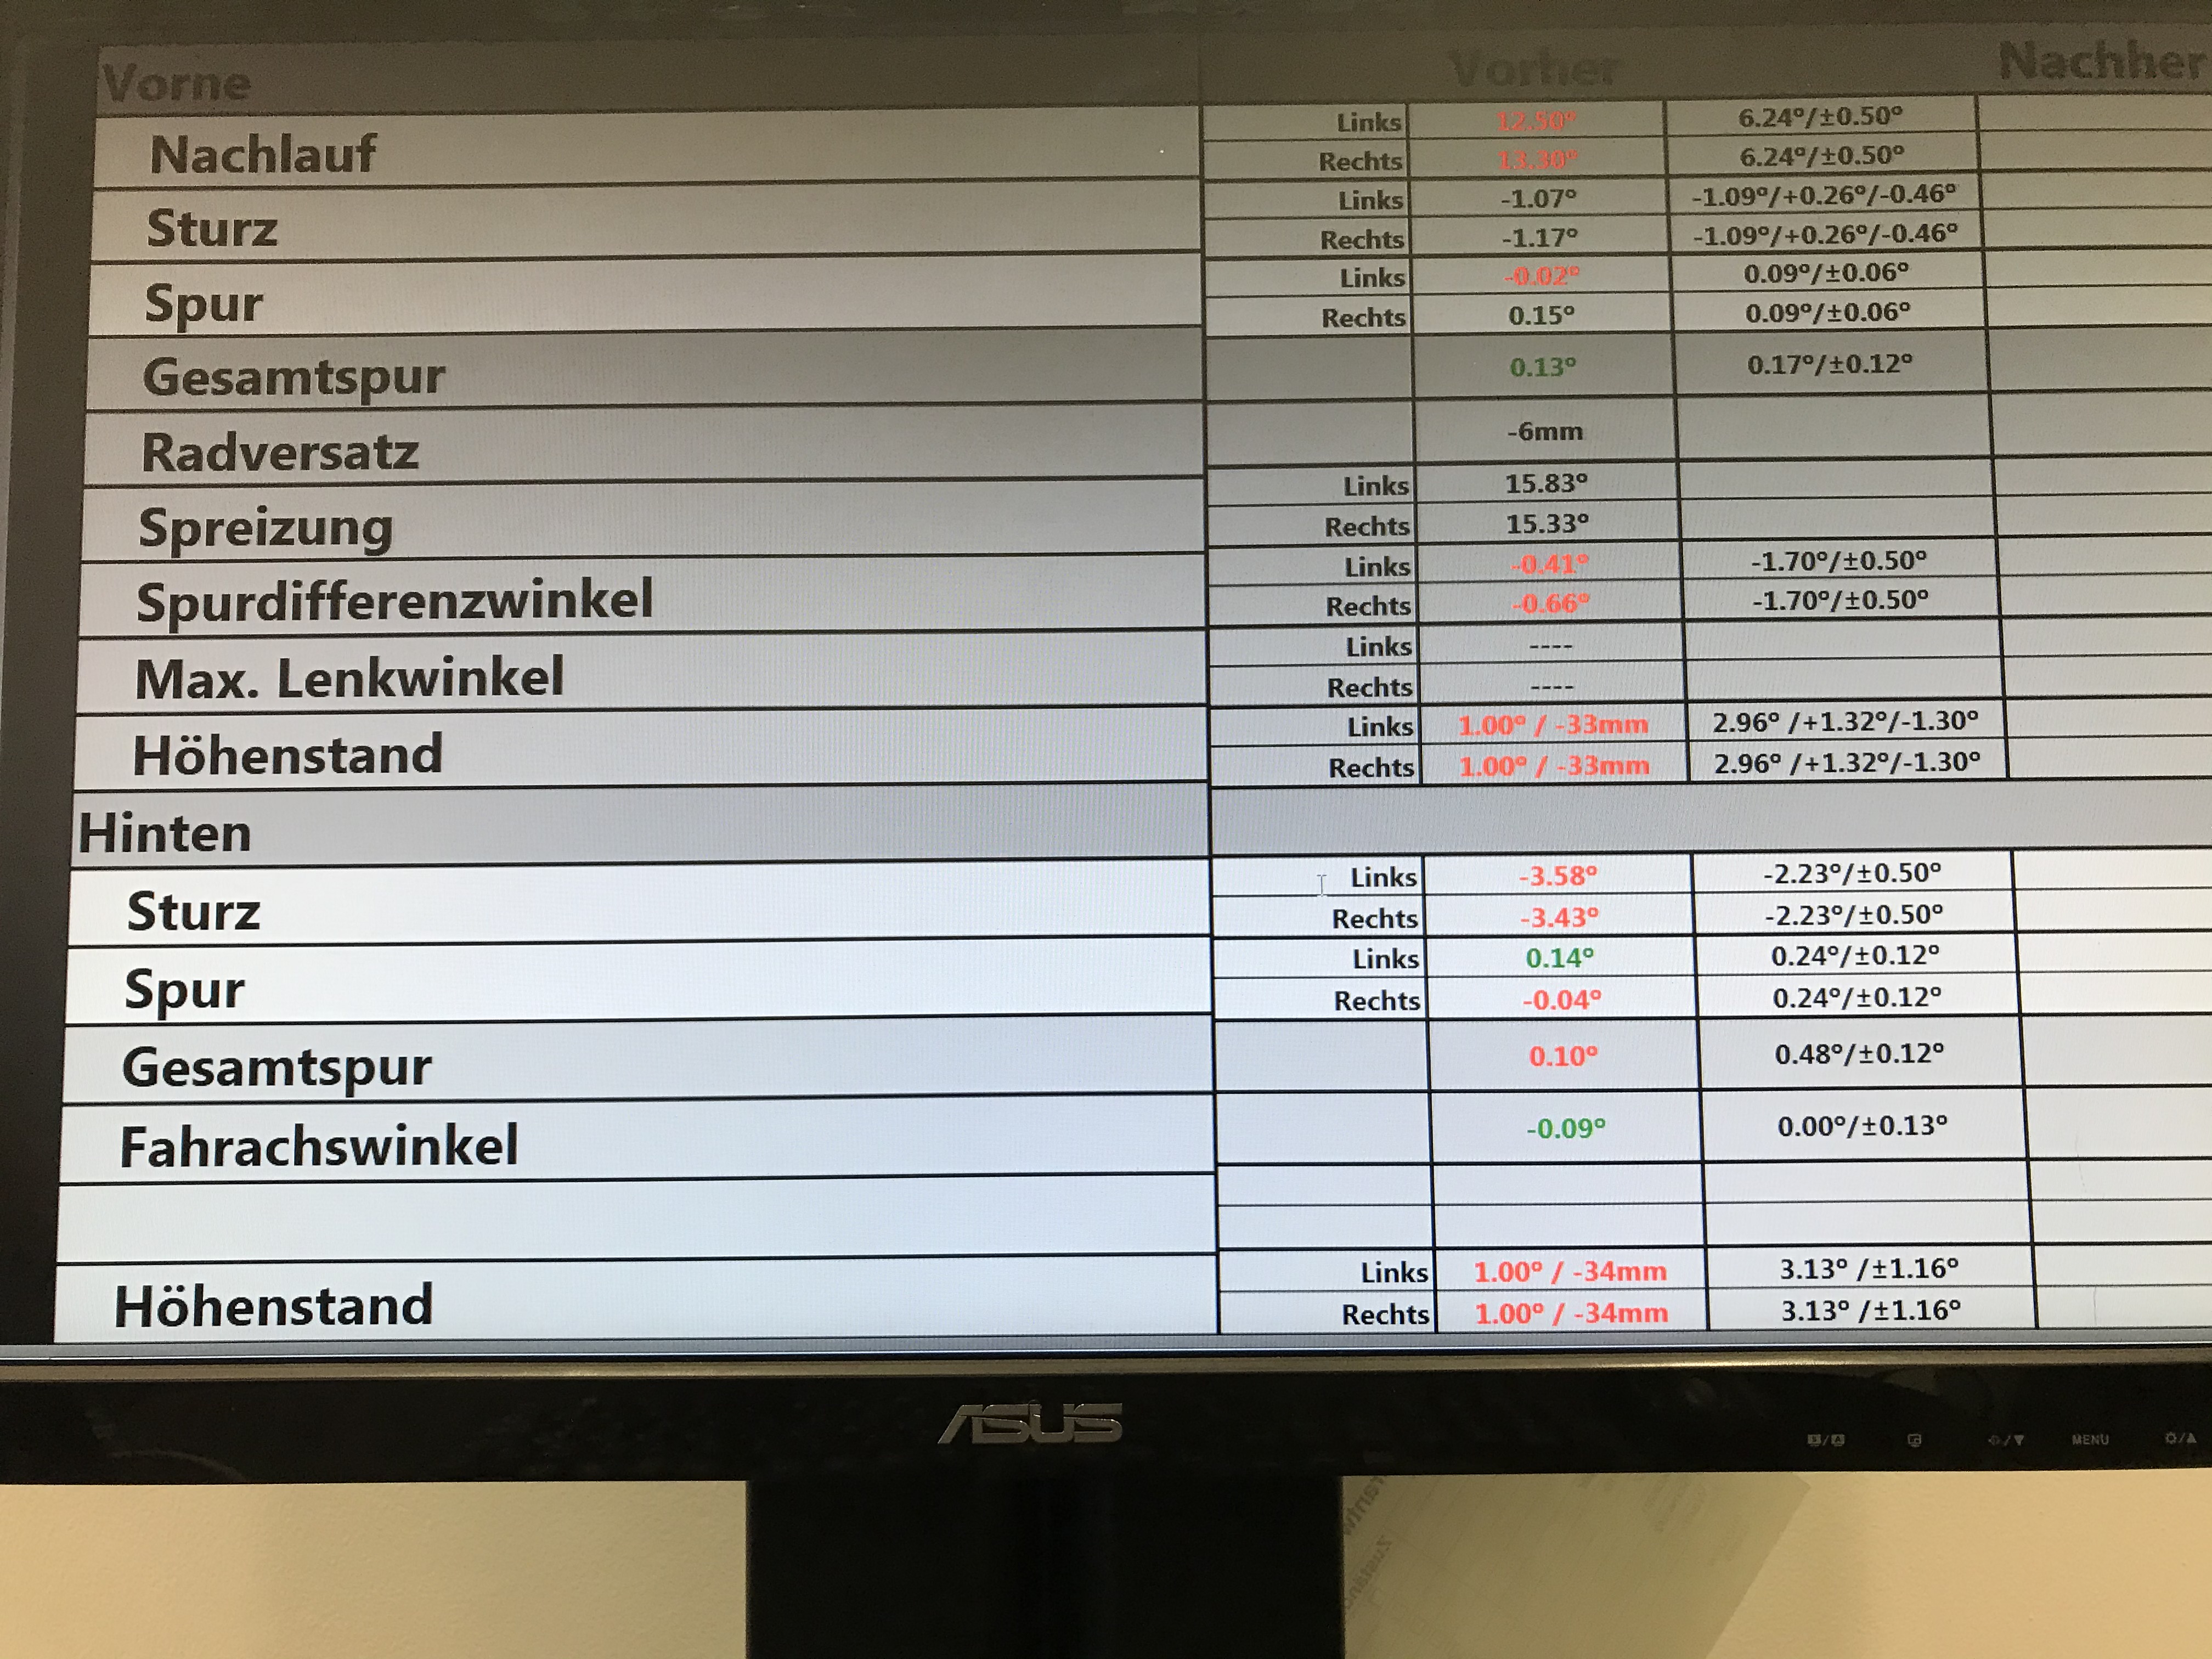 Vorne Vorher Nachher
Nachlauf
Links 12.50° 6.24°/±0.50°
Rechts 13.30° 6.24°/±0.50°
Sturz
Links -1.07° -1.09°/+0.26°/-0.46°
Rechts -1.17° -1.09°/+0.26°/-0.46°
Spur
Links -0.02° 0.09°/±0.06°
Rechts 0.15° 0.09°/±0.06°
Gesamtspur 0.13° 0.17°/±0.12°
Radversatz -6mm
Spreizung
Links 15.83°
Rechts 15.33°
Spurdifferenzwinkel
Links -0.41° -1.70°/±0.50°
Rechts -0.66° -1.70°/±0.50°
Max. Lenkwinkel
Links ----
Rechts ----
Höhenstand
Links 1.00° / -33mm 2.96° /+1.32°/-1.30°
Rechts 1.00° / -33mm 2.96° /+1.32°/-1.30°
Hinten
Sturz
Links -3.58° -2.23°/±0.50°
Rechts -3.43° -2.23°/±0.50°
Spur
Links 0.14° 0.24°/±0.12°
Rechts -0.04° 0.24°/±0.12°
Gesamtspur 0.10° 0.48°/±0.12°
Fahrachswinkel -0.09° 0.00°/±0.13°
Höhenstand
Links 1.00° / -34mm 3.13° /±1.16°
Rechts 1.00° / -34mm 3.13° /±1.16°
ASUS
S/A MENU